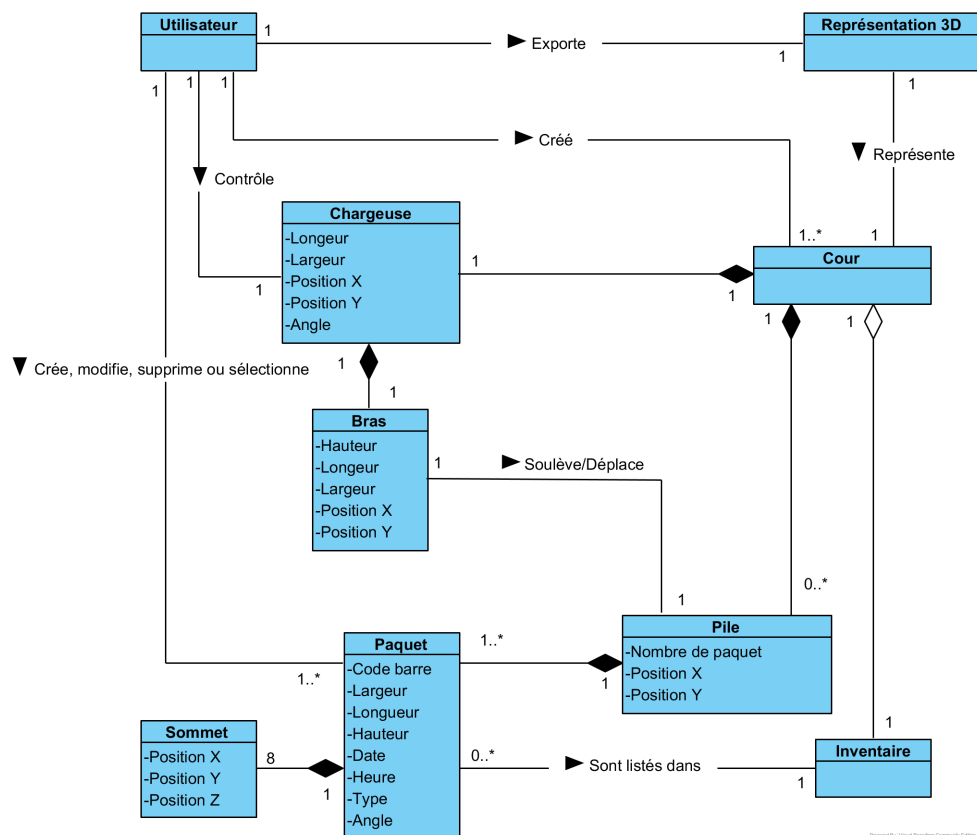 Utilisateur
Représentation 3D
1
Exporte
1
1
1
1
1
Créé
Représente
Contrôle
Chargeuse
-Longeur
-Largeur
-Position X
-Position Y
-Angle
1
1
1..*
1
Cour
1
1
1
1
Crée, modifie, supprime ou sélectionne
1
Bras
-Hauteur
-Longeur
-Largeur
-Position X
-Position Y
1
Soulève/Déplace
0..*
1
Pile
-Nombre de paquet
-Position X
-Position Y
1..*
1
1..*
Paquet
-Code barre
-Largeur
-Longueur
-Hauteur
-Date
-Heure
-Type
-Angle
Sommet
-Position X
-Position Y
-Position Z
8
1
0..*
Sont listés dans
1
1
Inventaire